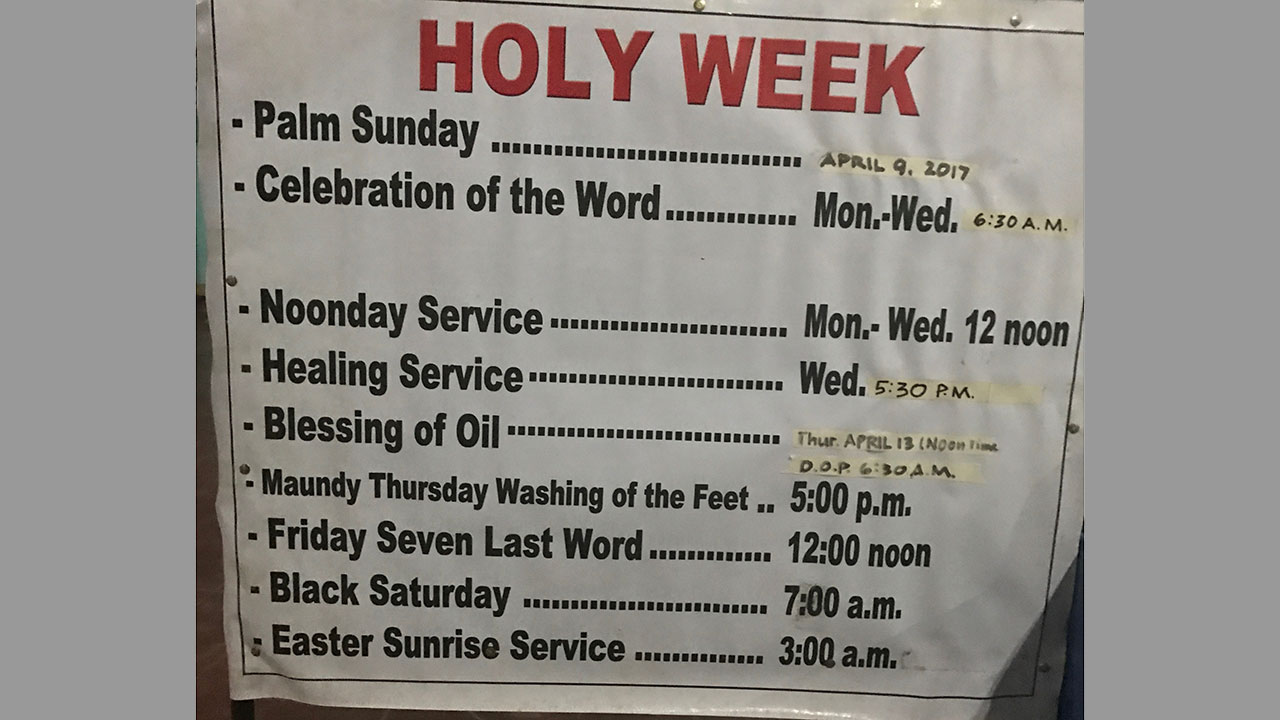 HOLY WEEK
- Palm Sunday .............................. APRIL 9, 2017
- Celebration of the Word............. Mon.-Wed. 6:30 A.M.
- Noonday Service....................... Mon.- Wed. 12 noon
- Healing Service......................... Wed. 5:30 P.M.
- Blessing of Oil.......................... Thur. APRIL 13 (Noon Time
D.O.P. 6:30 A.M.
- Maundy Thursday Washing of the Feet .. 5:00 p.m.
- Friday Seven Last Word............. 12:00 noon
- Black Saturday ........................ 7:00 a.m.
- Easter Sunrise Service ............. 3:00 a.m.